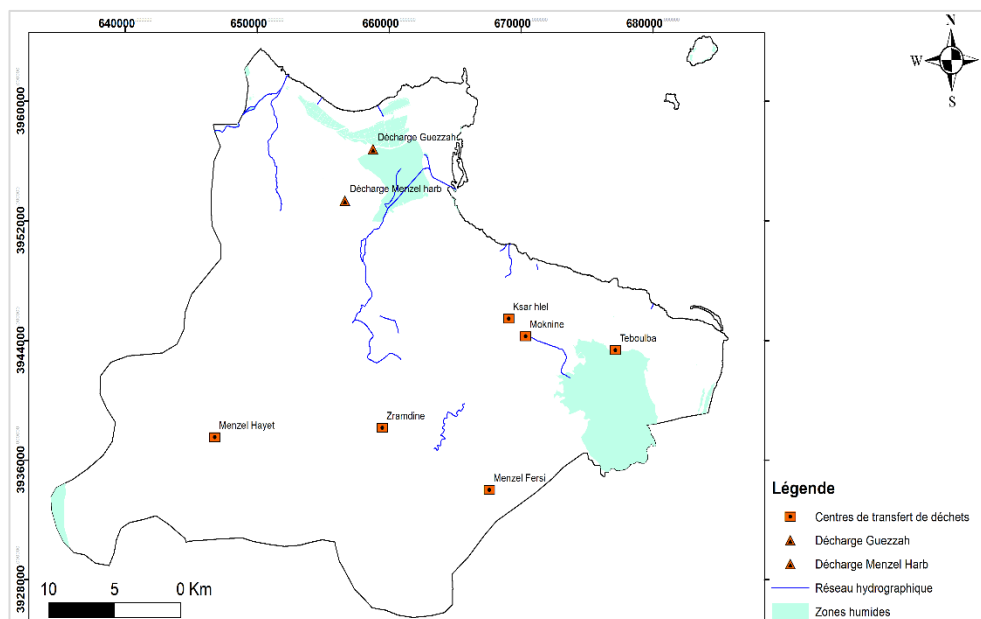 640000 650000 660000 670000 680000
N
W E
S
3960000
3952000
3944000
3936000
3928000
Décharge Guezzah
Décharge Menzel harb
Ksar hlel
Moknine
Teboulba
Menzel Hayet
Zramdine
Menzel Fersi
10 5 0 Km
Légende
Centres de transfert de déchets
Décharge Guezzah
Décharge Menzel Harb
Réseau hydrographique
Zones humides